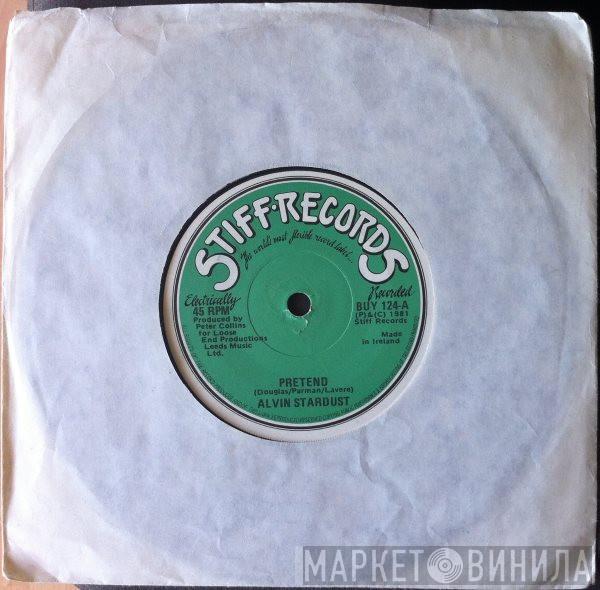 STIFF·RECORDS
"The world's most flexible record label..."
Electrically
Recorded
45 RPM
Produced by
Peter Collins
for Loose
End Productions
Leeds Music
Ltd.
BUY 124-A
(P)&(C) 1981
Stiff Records
Made
in Ireland
PRETEND
(Douglas/Parman/Lavere)
ALVIN STARDUST
МАРКЕТ ВИНИЛА